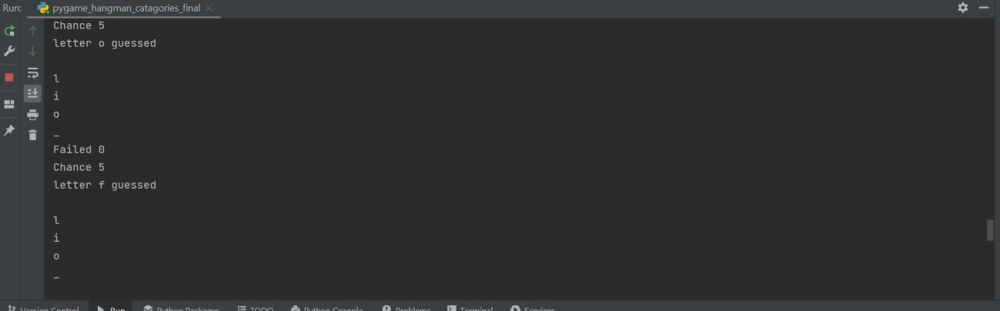 Run: pygame_hangman_catagories_final
Chance 5
letter o guessed
l
i
o
_
Failed 0
Chance 5
letter f guessed
l
i
o
_
Version Control Run Python Packages TODO Python Console Problems Terminal Services